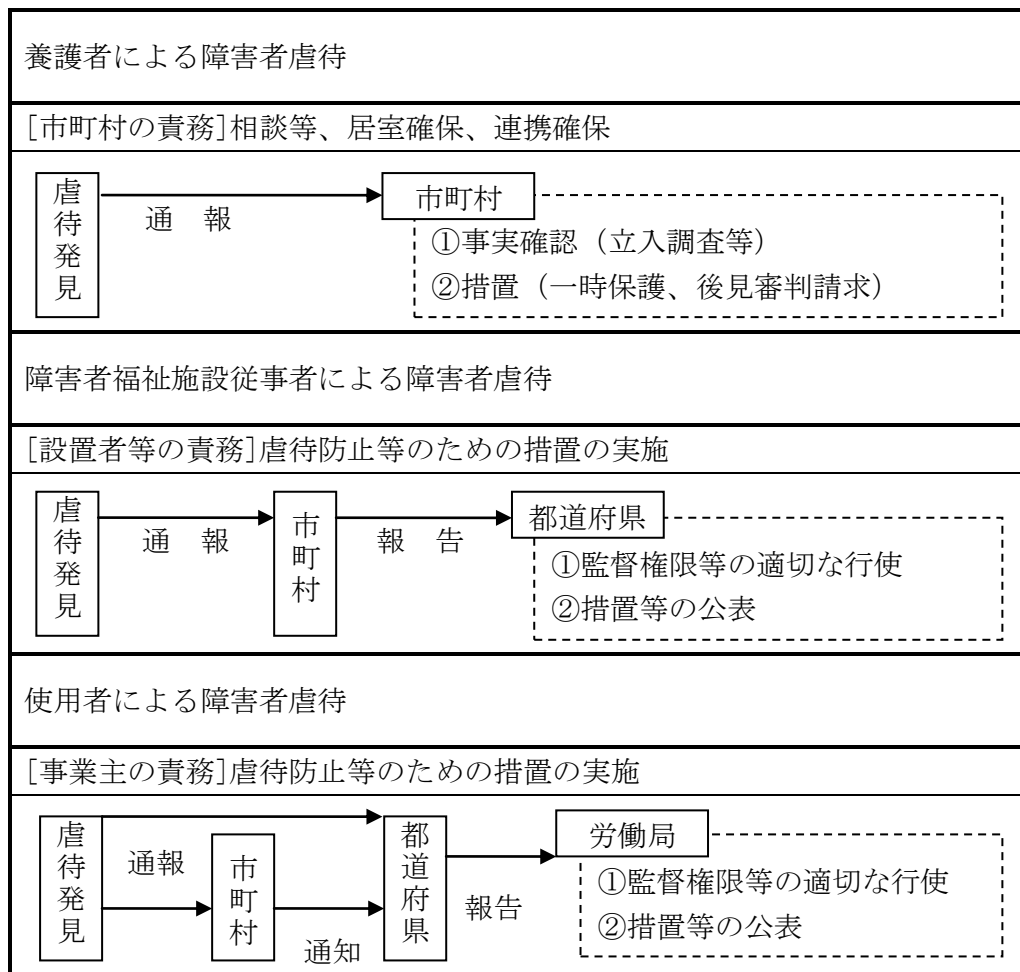 養護者による障害者虐待
[市町村の責務]相談等、居室確保、連携確保
虐待発見
通 報
市町村
①事実確認（立入調査等）
②措置（一時保護、後見審判請求）
障害者福祉施設従事者による障害者虐待
[設置者等の責務]虐待防止等のための措置の実施
虐待発見
通 報
市町村
報 告
都道府県
①監督権限等の適切な行使
②措置等の公表
使用者による障害者虐待
[事業主の責務]虐待防止等のための措置の実施
虐待発見
通報
市町村
通知
都道府県
報告
労働局
①監督権限等の適切な行使
②措置等の公表